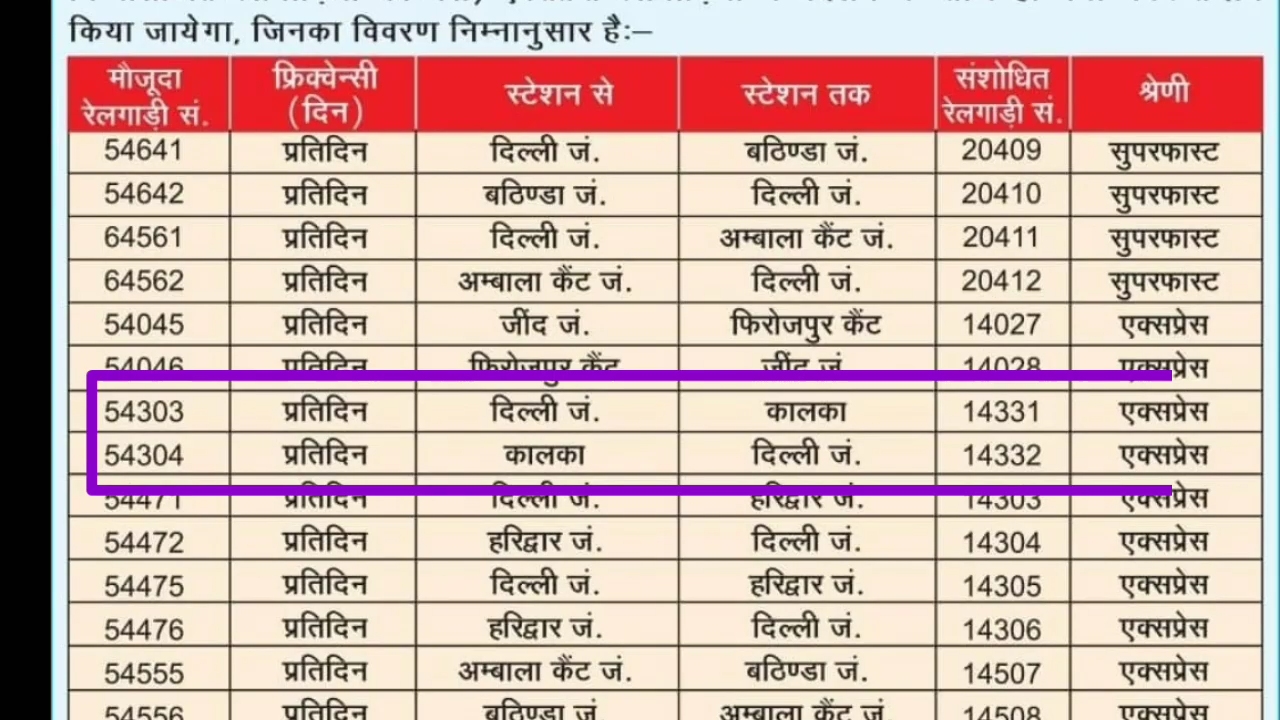 किया जायेगा, जिनका विवरण निम्नानुसार है:–
मौजूदा रेलगाड़ी सं. फ्रिक्वेन्सी (दिन) स्टेशन से स्टेशन तक संशोधित रेलगाड़ी सं. श्रेणी
54641 प्रतिदिन दिल्ली जं. बठिण्डा जं. 20409 सुपरफास्ट
54642 प्रतिदिन बठिण्डा जं. दिल्ली जं. 20410 सुपरफास्ट
64561 प्रतिदिन दिल्ली जं. अम्बाला कैंट जं. 20411 सुपरफास्ट
64562 प्रतिदिन अम्बाला कैंट जं. दिल्ली जं. 20412 सुपरफास्ट
54045 प्रतिदिन जींद जं. फिरोजपुर कैंट 14027 एक्सप्रेस
54046 प्रतिदिन फिरोजपुर कैंट जींद जं. 14028 एक्सप्रेस
54303 प्रतिदिन दिल्ली जं. कालका 14331 एक्सप्रेस
54304 प्रतिदिन कालका दिल्ली जं. 14332 एक्सप्रेस
54471 प्रतिदिन दिल्ली जं. हरिद्वार जं. 14303 एक्सप्रेस
54472 प्रतिदिन हरिद्वार जं. दिल्ली जं. 14304 एक्सप्रेस
54475 प्रतिदिन दिल्ली जं. हरिद्वार जं. 14305 एक्सप्रेस
54476 प्रतिदिन हरिद्वार जं. दिल्ली जं. 14306 एक्सप्रेस
54555 प्रतिदिन अम्बाला कैंट जं. बठिण्डा जं. 14507 एक्सप्रेस
54556 प्रतिदिन बठिण्डा जं. अम्बाला कैंट जं. 14508 एक्सप्रेस